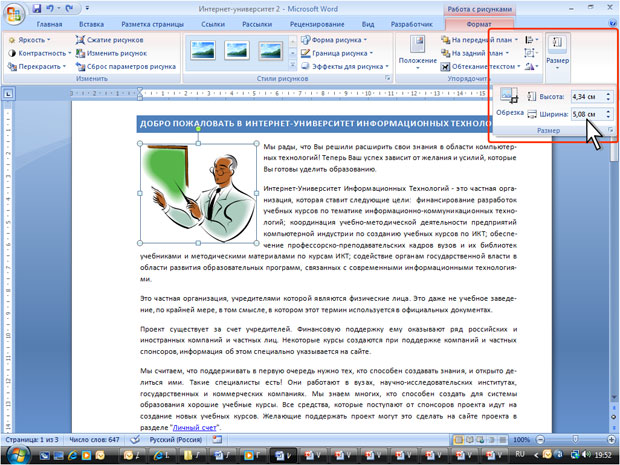 Интернет-университет 2 - Microsoft Word
Работа с рисунками
Главная Вставка Разметка страницы Ссылки Рассылки Рецензирование Вид Разработчик Формат
Яркость Сжатие рисунков Форма рисунка На передний план
Контрастность Изменить рисунок Граница рисунка Положение На задний план Размер
Перекрасить Сброс параметров рисунка Эффекты для рисунка Обтекание текстом
Изменить Стили рисунков Упорядочить
Высота: 4,34 см
Обрезка Ширина: 5,08 см
Размер
ДОБРО ПОЖАЛОВАТЬ В ИНТЕРНЕТ-УНИВЕРСИТЕТ ИНФОРМАЦИОННЫХ
Мы рады, что Вы решили расширить свои знания в области компьютер-
ных технологий! Теперь Ваш успех зависит от желания и усилий, которые
Вы готовы уделить образованию.
Интернет-Университет Информационных Технологий - это частная орга-
низация, которая ставит следующие цели: финансирование разработок
учебных курсов по тематике информационно-коммуникационных техно-
логий; координация учебно-методической деятельности предприятий
компьютерной индустрии по созданию учебных курсов по ИКТ; обеспе-
чение профессорско-преподавательских кадров вузов и их библиотек
учебниками и методическими материалами по курсам ИКТ; содействие органам государственной власти в
области развития образовательных программ, связанных с современными информационными технология-
ми.
Это частная организация, учредителями которой являются физические лица. Это даже не учебное заведе-
ние, по крайней мере, в том смысле, в котором этот термин используется в официальных документах.
Проект существует за счет учредителей. Финансовую поддержку ему оказывают ряд российских и
иностранных компаний и частных лиц. Некоторые курсы создаются при поддержке компаний и частных
спонсоров, информация об этом специально указывается на сайте.
Мы считаем, что поддерживать в первую очередь нужно тех, кто способен создавать знания, и открыто де-
литься ими. Такие специалисты есть! Они работают в вузах, научно-исследовательских институтах,
государственных и коммерческих компаниях. Мы знаем многих, кто способен создать для системы
образования хорошие учебные курсы. Все средства, которые поступают от спонсоров проекта идут на
создание новых учебных курсов. Желающие поддержать проект могут это сделать на сайте проекта в
разделе "Личный счет".
Страница: 1 из 3 Число слов: 647 Русский (Россия) 100%
RU 19:52